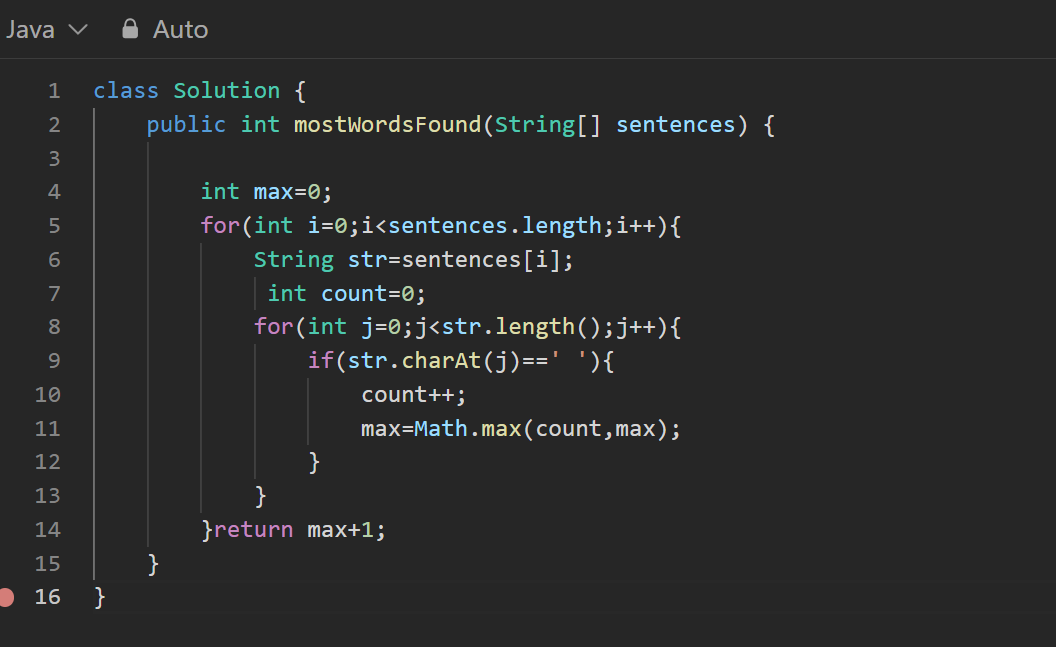 Java Auto
1 class Solution {
2     public int mostWordsFound(String[] sentences) {
3
4         int max=0;
5         for(int i=0;i<sentences.length;i++){
6             String str=sentences[i];
7              int count=0;
8             for(int j=0;j<str.length();j++){
9                 if(str.charAt(j)==' '){
10                     count++;
11                     max=Math.max(count,max);
12                 }
13             }
14         }return max+1;
15     }
16 }